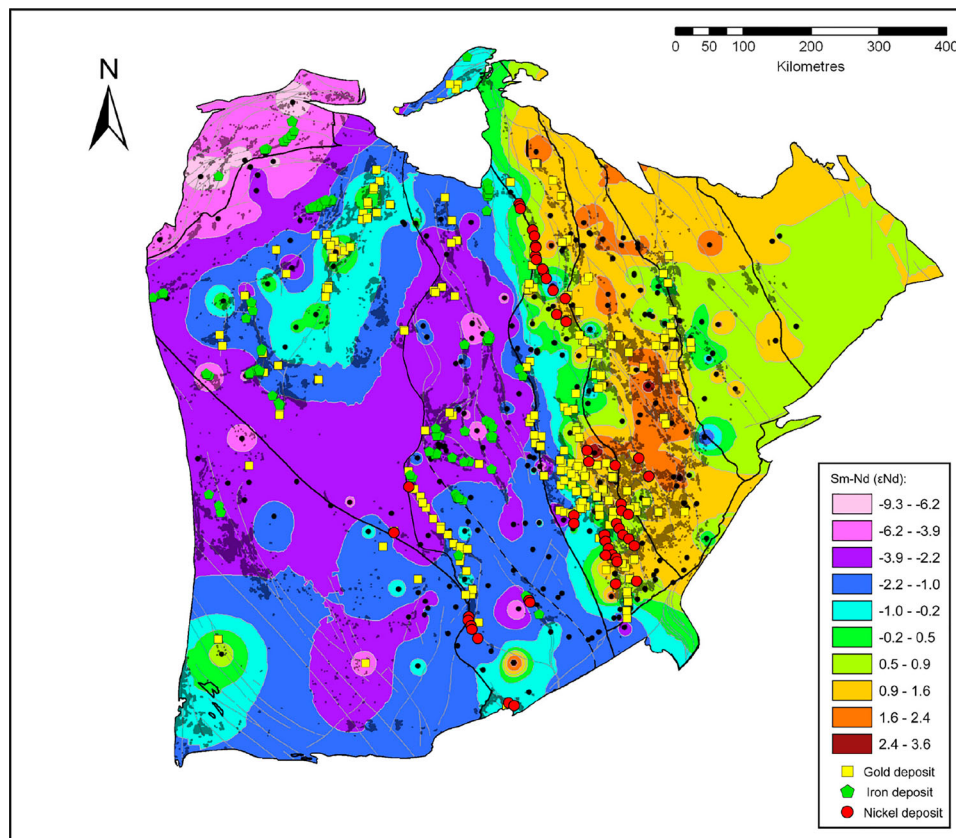 N
0 50 100 200 300 400
Kilometres
Sm-Nd (εNd):
-9.3 - -6.2
-6.2 - -3.9
-3.9 - -2.2
-2.2 - -1.0
-1.0 - -0.2
-0.2 - 0.5
0.5 - 0.9
0.9 - 1.6
1.6 - 2.4
2.4 - 3.6
Gold deposit
Iron deposit
Nickel deposit